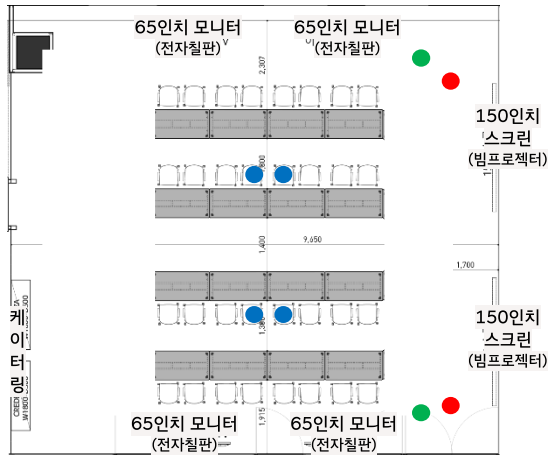 65인치 모니터
(전자칠판)
65인치 모니터
(전자칠판)
2,307
150인치
스크린
(빔프로젝터)
1,400
9,650
1,700
케이터링
150인치
스크린
(빔프로젝터)
65인치 모니터
(전자칠판)
1,915
65인치 모니터
(전자칠판)